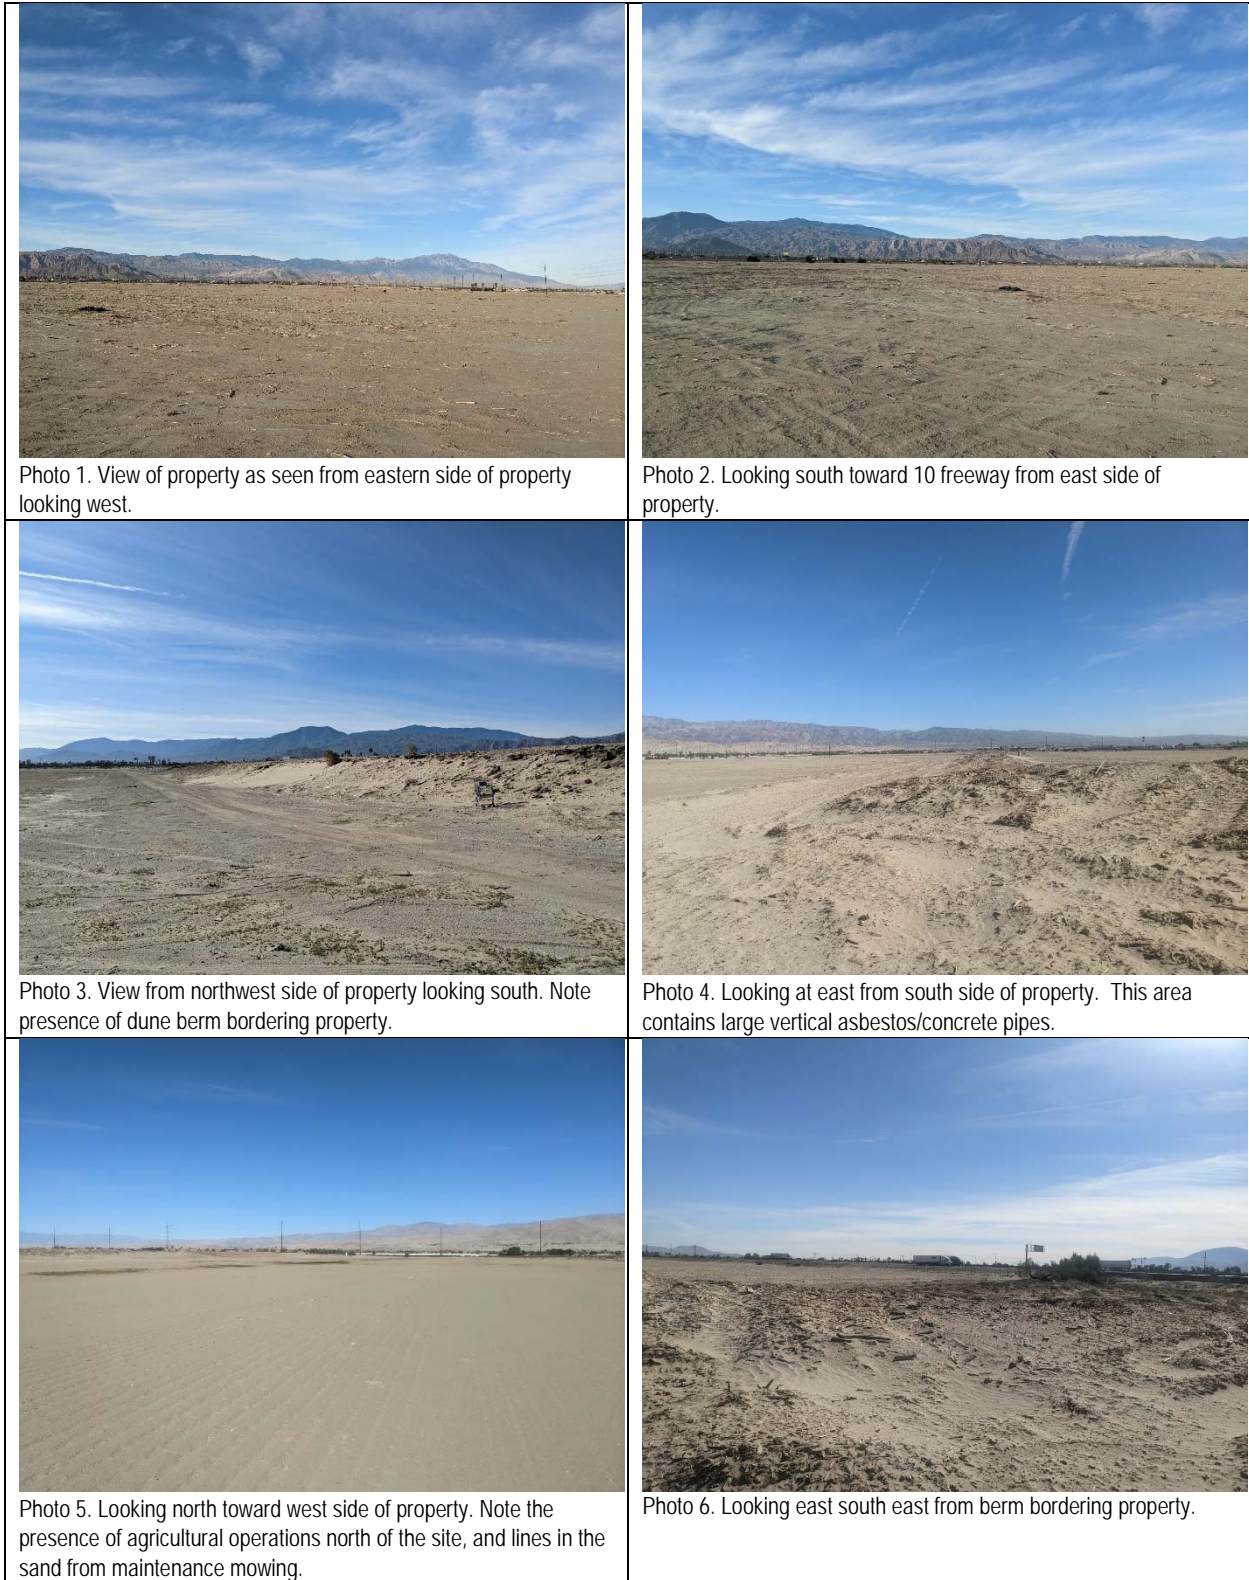 Photo 1. View of property as seen from eastern side of property
looking west.
Photo 2. Looking south toward 10 freeway from east side of
property.
Photo 3. View from northwest side of property looking south. Note
presence of dune berm bordering property.
Photo 4. Looking at east from south side of property.  This area
contains large vertical asbestos/concrete pipes.
Photo 5. Looking north toward west side of property. Note the
presence of agricultural operations north of the site, and lines in the
sand from maintenance mowing.
Photo 6. Looking east south east from berm bordering property.